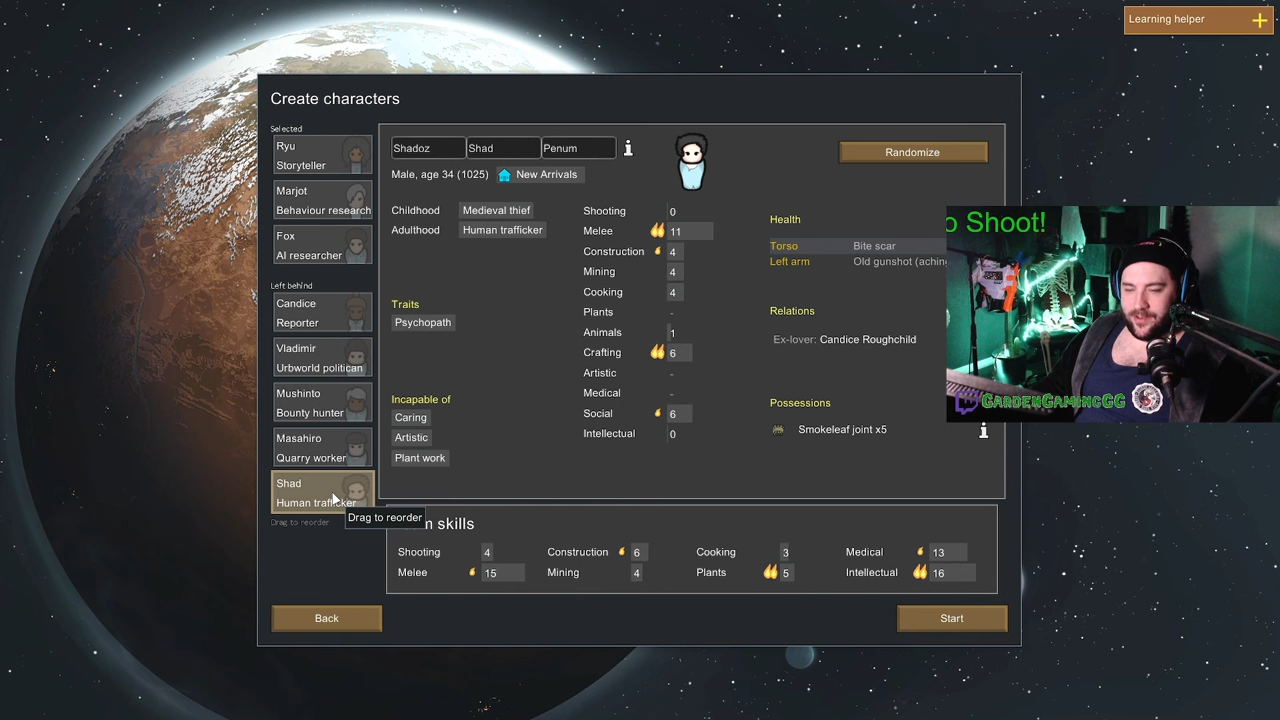 Learning helper
Create characters
Selected
Ryu
Storyteller
Marjot
Behaviour research
Fox
AI researcher
Left behind
Candice
Reporter
Vladimir
Urbworld politican
Mushinto
Bounty hunter
Masahiro
Quarry worker
Shad
Human trafficker
Drag to reorder
Drag to reorder
Shadoz Shad Penum
Randomize
Male, age 34 (1025) New Arrivals
Childhood Medieval thief
Adulthood Human trafficker
Traits
Psychopath
Incapable of
Caring
Artistic
Plant work
Shooting 0
Melee 11
Construction 4
Mining 4
Cooking 4
Plants -
Animals 1
Crafting 6
Artistic -
Medical -
Social 6
Intellectual 0
Health
Torso Bite scar
Left arm Old gunshot (aching
Relations
Ex-lover: Candice Roughchild
Possessions
Smokeleaf joint x5
o Shoot!
GARDENGAMINGGG
m skills
Shooting 4 Construction 6 Cooking 3 Medical 13
Melee 15 Mining 4 Plants 5 Intellectual 16
Back
Start